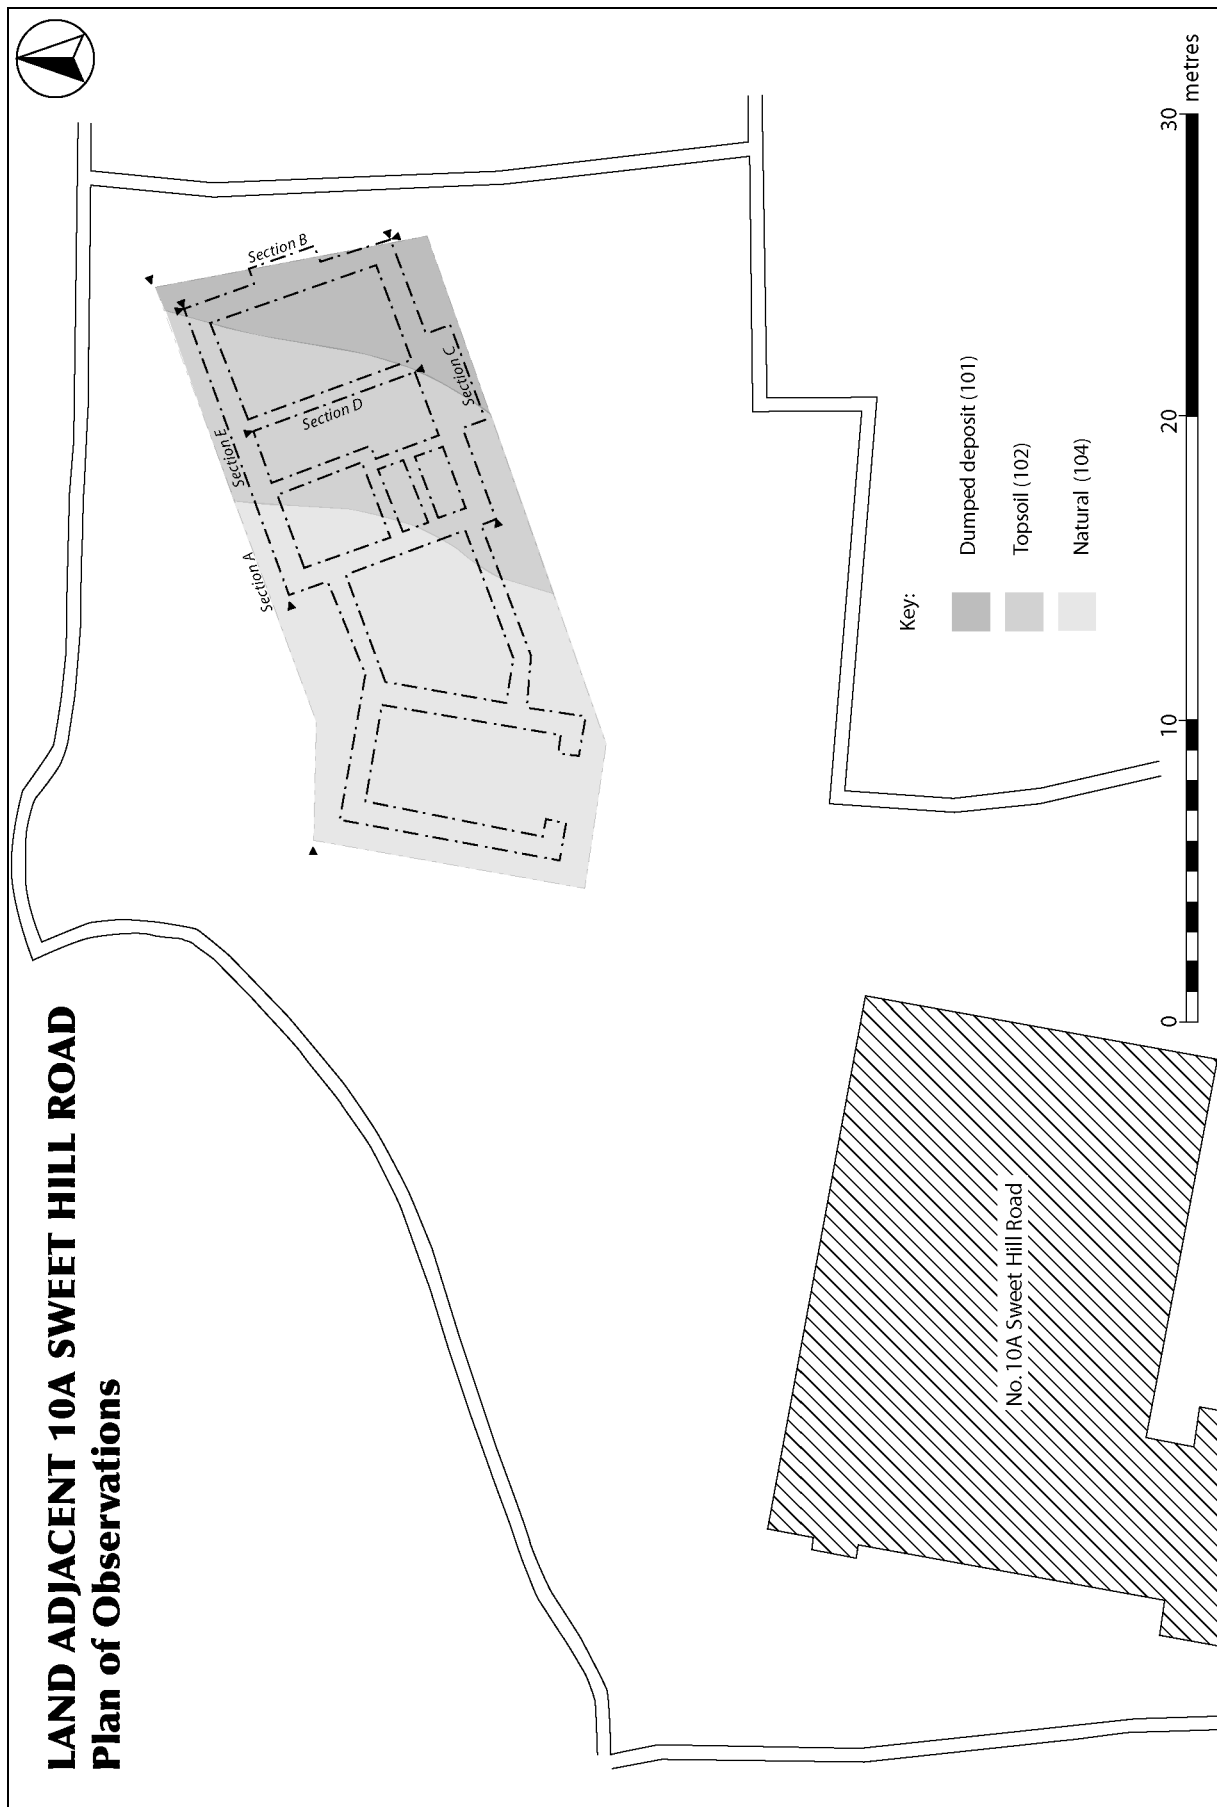 LAND ADJACENT 10A SWEET HILL ROAD
Plan of Observations
Section A
Section E
Section B
Section D
Section C
No. 10A Sweet Hill Road
Key:
Dumped deposit (101)
Topsoil (102)
Natural (104)
0
10
20
30
metres